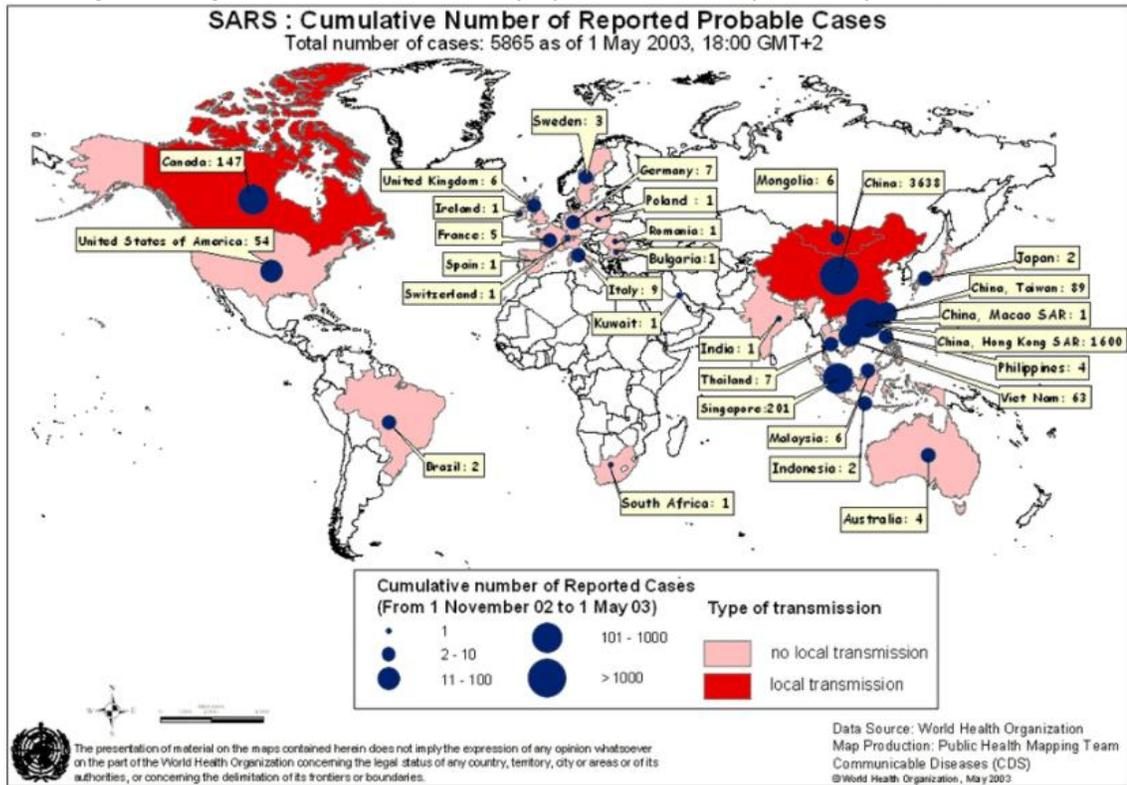 SARS : Cumulative Number of Reported Probable Cases
Total number of cases: 5865 as of 1 May 2003, 18:00 GMT+2
Sweden: 3
Canada: 147
United Kingdom: 6
Germany: 7
Mongolia: 6
China: 3638
Ireland: 1
Poland : 1
United States of America: 54
France: 5
Romania: 1
Spain: 1
Bulgaria:1
Japan: 2
Switzerland: 1
Italy: 9
China, Taiwan: 89
China, Macao SAR: 1
Kuwait: 1
China, Hong Kong SAR: 1600
India: 1
Philippines: 4
Thailand: 7
Viet Nam: 63
Singapore:201
Malaysia: 6
Brazil: 2
Indonesia: 2
South Africa: 1
Australia: 4
Cumulative number of Reported Cases
(From 1 November 02 to 1 May 03)
Type of transmission
1
101 - 1000
2 - 10
no local transmission
11 - 100
> 1000
local transmission
The presentation of material on the maps contained herein does not imply the expression of any opinion whatsoever
on the part of the World Health Organization concerning the legal status of any country, territory, city or areas or of its
authorities, or concerning the delimitation of its frontiers or boundaries.
Data Source: World Health Organization
Map Production: Public Health Mapping Team
Communicable Diseases (CDS)
©World Health Organization, May 2003